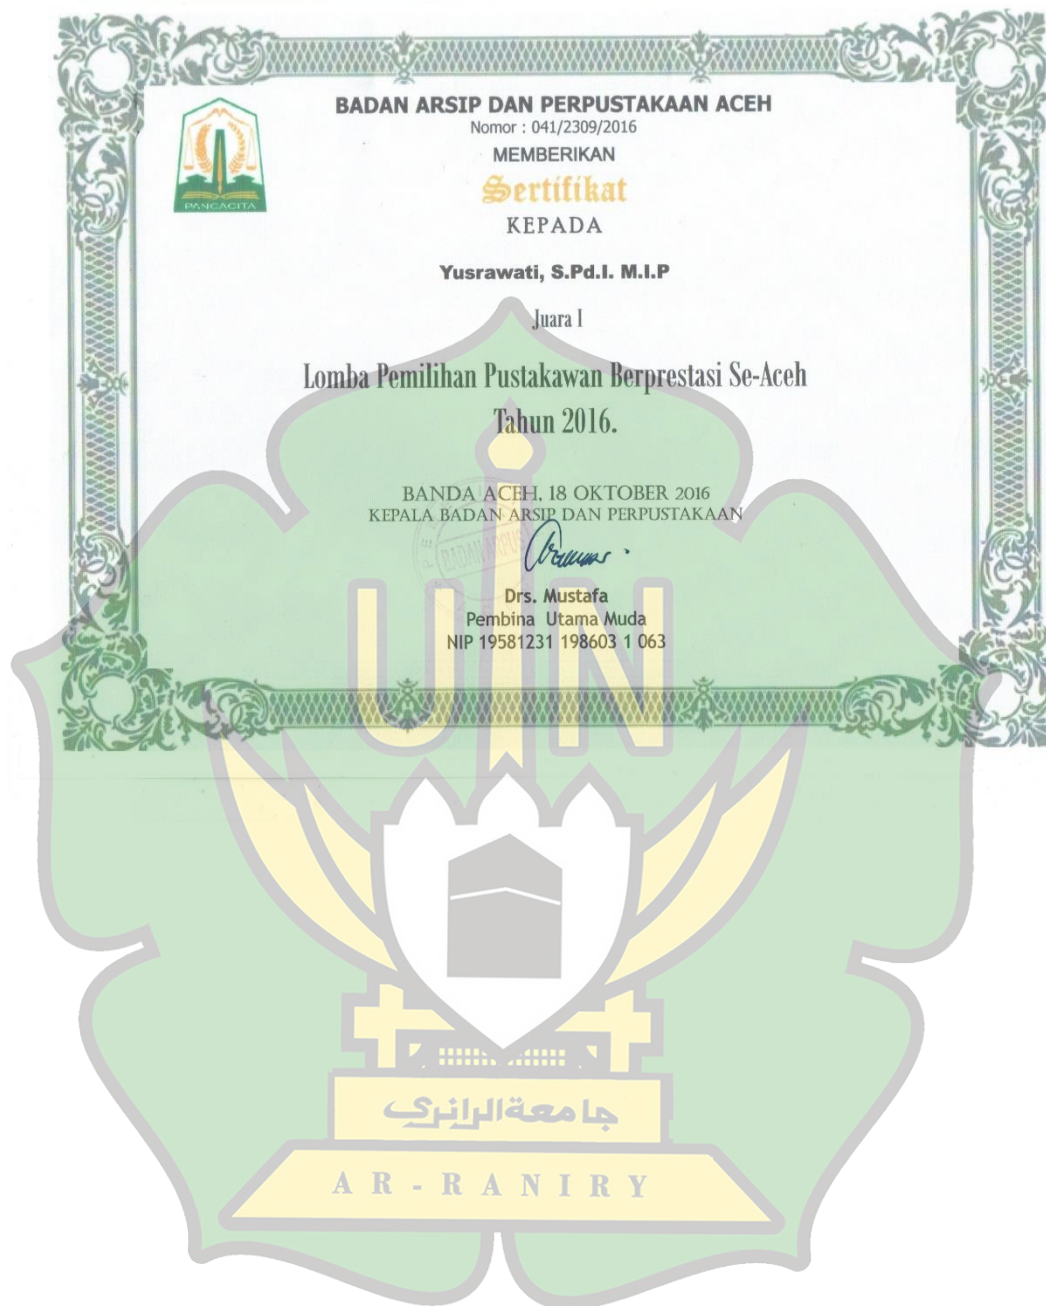 BADAN ARSIP DAN PERPUSTAKAAN ACEH
Nomor : 041/2309/2016
MEMBERIKAN
Sertifikat
KEPADA
PANCACITA
Yusrawati, S.Pd.I. M.I.P
Juara I
Lomba Pemilihan Pustakawan Berprestasi Se-Aceh
Tahun 2016.
BANDA ACEH, 18 OKTOBER 2016
KEPALA BADAN ARSIP DAN PERPUSTAKAAN
Drs. Mustafa
Pembina Utama Muda
NIP 19581231 198603 1 063
UIN
جامعةالرانري
AR-RANIRY